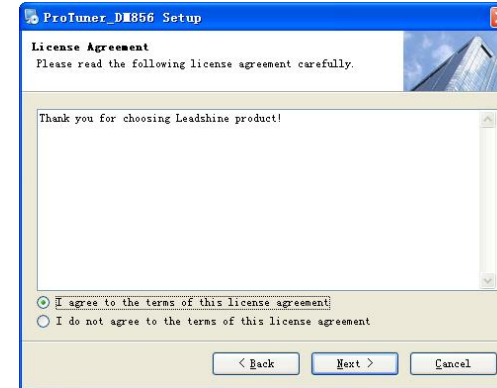 ProTuner_DM856 Setup
License Agreement
Please read the following license agreement carefully.
Thank you for choosing Leadshine product!
I agree to the terms of this license agreement
I do not agree to the terms of this license agreement
< Back Next > Cancel